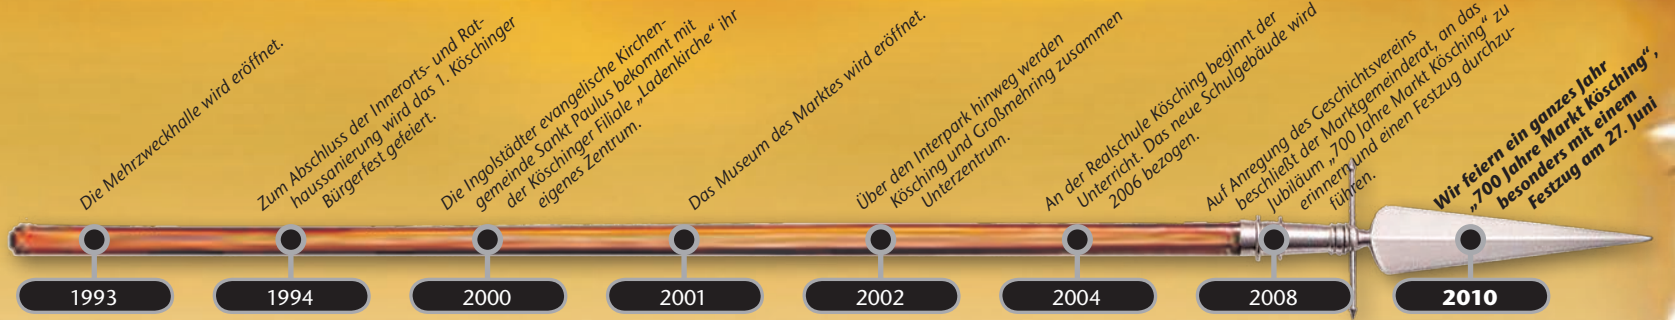 Die Mehrzweckhalle wird eröffnet.
1993
Zum Abschluss der Innerorts- und Rat-
haussanierung wird das 1. Köschinger
Bürgerfest gefeiert.
1994
Die Ingolstädter evangelische Kirchen-
gemeinde Sankt Paulus bekommt mit
der Köschinger Filiale „Ladenkirche“ ihr
eigenes Zentrum.
2000
Das Museum des Marktes wird eröffnet.
2001
Über den Interpark hinweg werden
Kösching und Großmehring zusammen
Unterzentrum.
2002
An der Realschule Kösching beginnt der
Unterricht. Das neue Schulgebäude wird
2006 bezogen.
2004
Auf Anregung des Geschichtsvereins
beschließt der Marktgemeinderat, an das
Jubiläum „700 Jahre Markt Kösching“ zu
erinnern und einen Festzug durchzu-
führen.
2008
Wir feiern ein ganzes Jahr
„700 Jahre Markt Kösching“,
besonders mit einem
Festzug am 27. Juni
2010